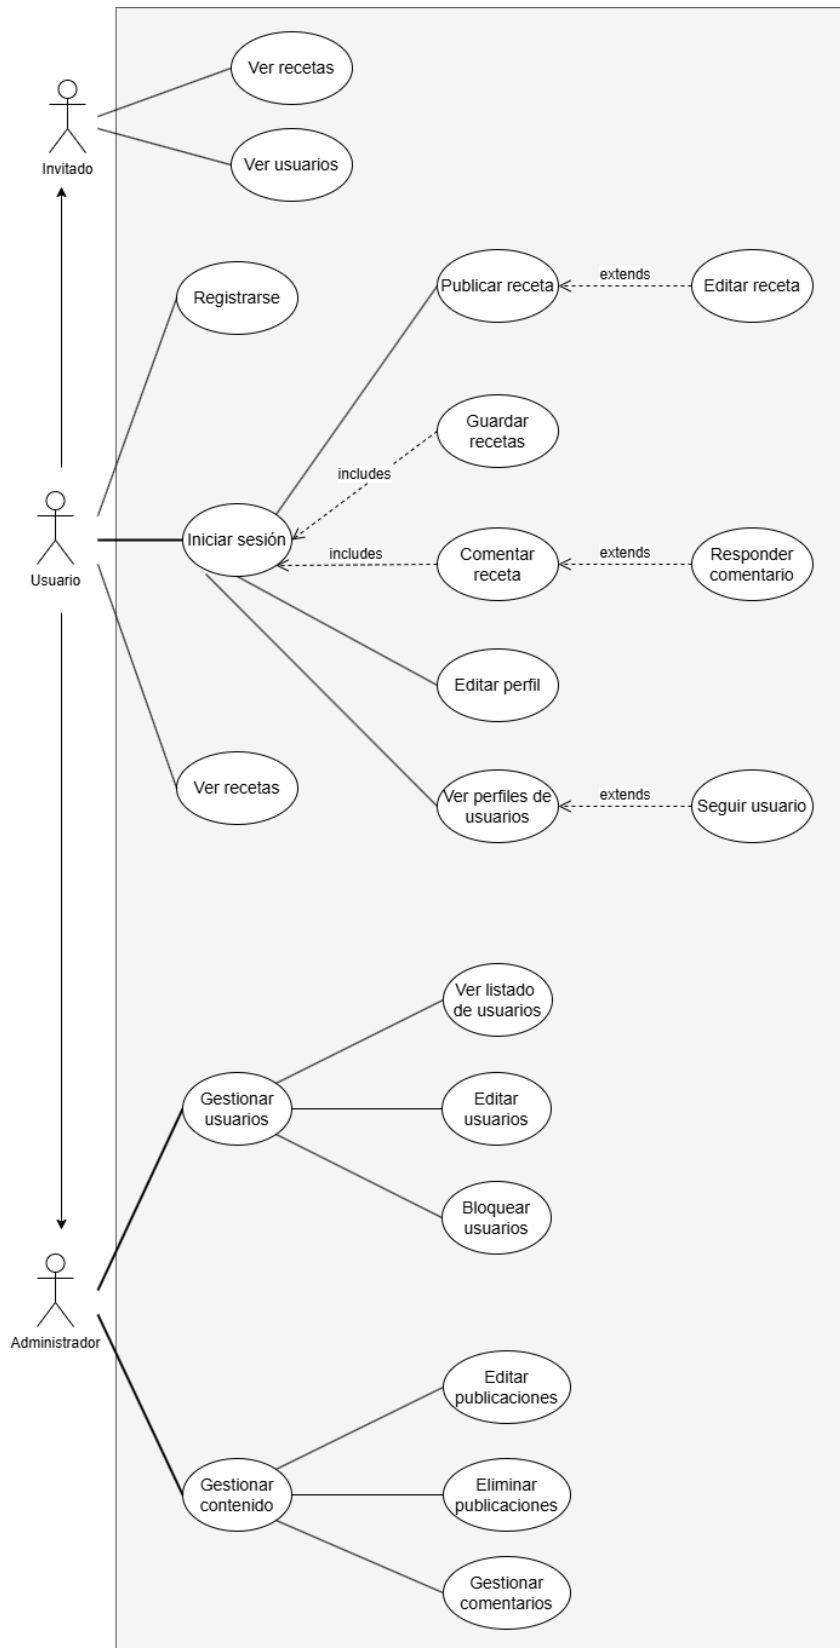 Ver recetas
Invitado
Ver usuarios
Registrarse
Publicar receta
extends
Editar receta
Guardar
recetas
includes
Usuario
Iniciar sesión
includes
Comentar
receta
extends
Responder
comentario
Editar perfil
Ver recetas
Ver perfiles de
usuarios
extends
Seguir usuario
Ver listado
de usuarios
Gestionar
usuarios
Editar
usuarios
Bloquear
usuarios
Administrador
Editar
publicaciones
Gestionar
contenido
Eliminar
publicaciones
Gestionar
comentarios